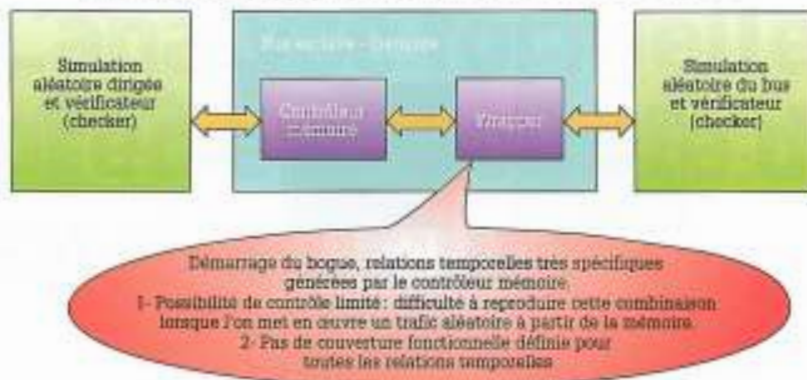 Simulation
aléatoire dirigée
et vérificateur
(checker)
Contrôleur
mémoire
Wrapper
Simulation
aléatoire du bus
et vérificateur
(checker)
Démarrage du bogue, relations temporelles très spécifiques
générées par le contrôleur mémoire.
1- Possibilité de contrôle limité : difficulté à reproduire cette combinaison
lorsque l'on met en œuvre un trafic aléatoire à partir de la mémoire.
2- Pas de couverture fonctionnelle définie pour
toutes les relations temporelles